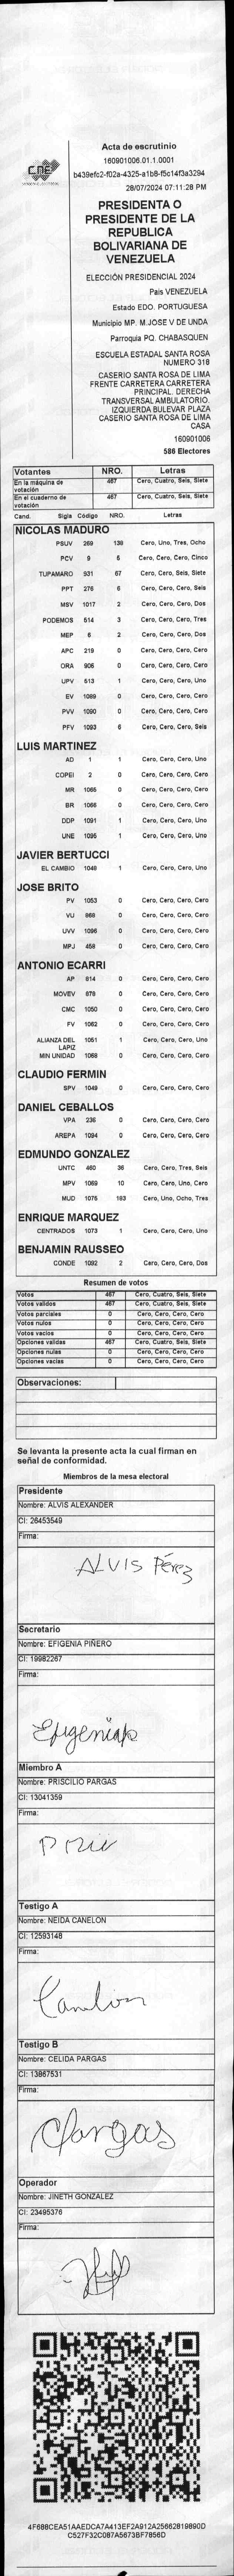 CNE
Acta de escrutinio
160901006.01.1.0001
b439efc2-f02a-4325-a1b8-f5c14f3a3294
28/07/2024 07:11:28 PM
PRESIDENTA O
PRESIDENTE DE LA
REPUBLICA
BOLIVARIANA DE
VENEZUELA
ELECCIÓN PRESIDENCIAL 2024
Pais VENEZUELA
Estado EDO. PORTUGUESA
Municipio MP. M.JOSE V DE UNDA
Parroquia PQ. CHABASQUEN
ESCUELA ESTADAL SANTA ROSA
NUMERO 318
CASERIO SANTA ROSA DE LIMA
FRENTE CARRETERA CARRETERA
PRINCIPAL. DERECHA
TRANSVERSAL AMBULATORIO.
IZQUIERDA BULEVAR PLAZA
CASERIO SANTA ROSA DE LIMA
CASA
160901006
586 Electores
Votantes NRO. Letras
En la máquina de votación 467 Cero, Cuatro, Seis, Siete
En el cuaderno de votación 467 Cero, Cuatro, Seis, Siete
Cand. Sigla Código NRO. Letras
NICOLAS MADURO
PSUV 269 138 Cero, Uno, Tres, Ocho
PCV 9 5 Cero, Cero, Cero, Cinco
TUPAMARO 931 67 Cero, Cero, Seis, Siete
PPT 276 6 Cero, Cero, Cero, Seis
MSV 1017 2 Cero, Cero, Cero, Dos
PODEMOS 514 3 Cero, Cero, Cero, Tres
MEP 6 2 Cero, Cero, Cero, Dos
APC 219 0 Cero, Cero, Cero, Cero
ORA 906 0 Cero, Cero, Cero, Cero
UPV 513 1 Cero, Cero, Cero, Uno
EV 1089 0 Cero, Cero, Cero, Cero
PVV 1090 0 Cero, Cero, Cero, Cero
PFV 1093 6 Cero, Cero, Cero, Seis
LUIS MARTINEZ
AD 1 1 Cero, Cero, Cero, Uno
COPEI 2 0 Cero, Cero, Cero, Cero
MR 1065 0 Cero, Cero, Cero, Cero
BR 1066 0 Cero, Cero, Cero, Cero
DDP 1091 1 Cero, Cero, Cero, Uno
UNE 1095 1 Cero, Cero, Cero, Uno
JAVIER BERTUCCI
EL CAMBIO 1048 1 Cero, Cero, Cero, Uno
JOSE BRITO
PV 1053 0 Cero, Cero, Cero, Cero
VU 868 0 Cero, Cero, Cero, Cero
UVV 1096 0 Cero, Cero, Cero, Cero
MPJ 458 0 Cero, Cero, Cero, Cero
ANTONIO ECARRI
AP 814 0 Cero, Cero, Cero, Cero
MOVEV 879 0 Cero, Cero, Cero, Cero
CMC 1050 0 Cero, Cero, Cero, Cero
FV 1062 0 Cero, Cero, Cero, Cero
ALIANZA DEL LAPIZ 1051 1 Cero, Cero, Cero, Uno
MIN UNIDAD 1068 0 Cero, Cero, Cero, Cero
CLAUDIO FERMIN
SPV 1049 0 Cero, Cero, Cero, Cero
DANIEL CEBALLOS
VPA 236 0 Cero, Cero, Cero, Cero
AREPA 1094 0 Cero, Cero, Cero, Cero
EDMUNDO GONZALEZ
UNTC 460 36 Cero, Cero, Tres, Seis
MPV 1069 10 Cero, Cero, Uno, Cero
MUD 1075 183 Cero, Uno, Ocho, Tres
ENRIQUE MARQUEZ
CENTRADOS 1073 1 Cero, Cero, Cero, Uno
BENJAMIN RAUSSEO
CONDE 1092 2 Cero, Cero, Cero, Dos
Resumen de votos
Votos 467 Cero, Cuatro, Seis, Siete
Votos validos 467 Cero, Cuatro, Seis, Siete
Votos parciales 0 Cero, Cero, Cero, Cero
Votos nulos 0 Cero, Cero, Cero, Cero
Votos vacios 0 Cero, Cero, Cero, Cero
Opciones validas 467 Cero, Cuatro, Seis, Siete
Opciones nulas 0 Cero, Cero, Cero, Cero
Opciones vacias 0 Cero, Cero, Cero, Cero
Observaciones:
Se levanta la presente acta la cual firman en
señal de conformidad.
Miembros de la mesa electoral
Presidente
Nombre: ALVIS ALEXANDER
CI: 26453549
Firma:
ALVIS Pérez
Secretario
Nombre: EFIGENIA PIÑERO
CI: 19982267
Firma:
Miembro A
Nombre: PRISCILIO PARGAS
CI: 13041359
Firma:
Testigo A
Nombre: NEIDA CANELON
CI: 12593148
Firma:
Testigo B
Nombre: CELIDA PARGAS
CI: 13867531
Firma:
Operador
Nombre: JINETH GONZALEZ
CI: 23495376
Firma:
4F688CEA51AAEDCA7A413EF2A912A25662819890D
C527F32C087A5673BF7856D